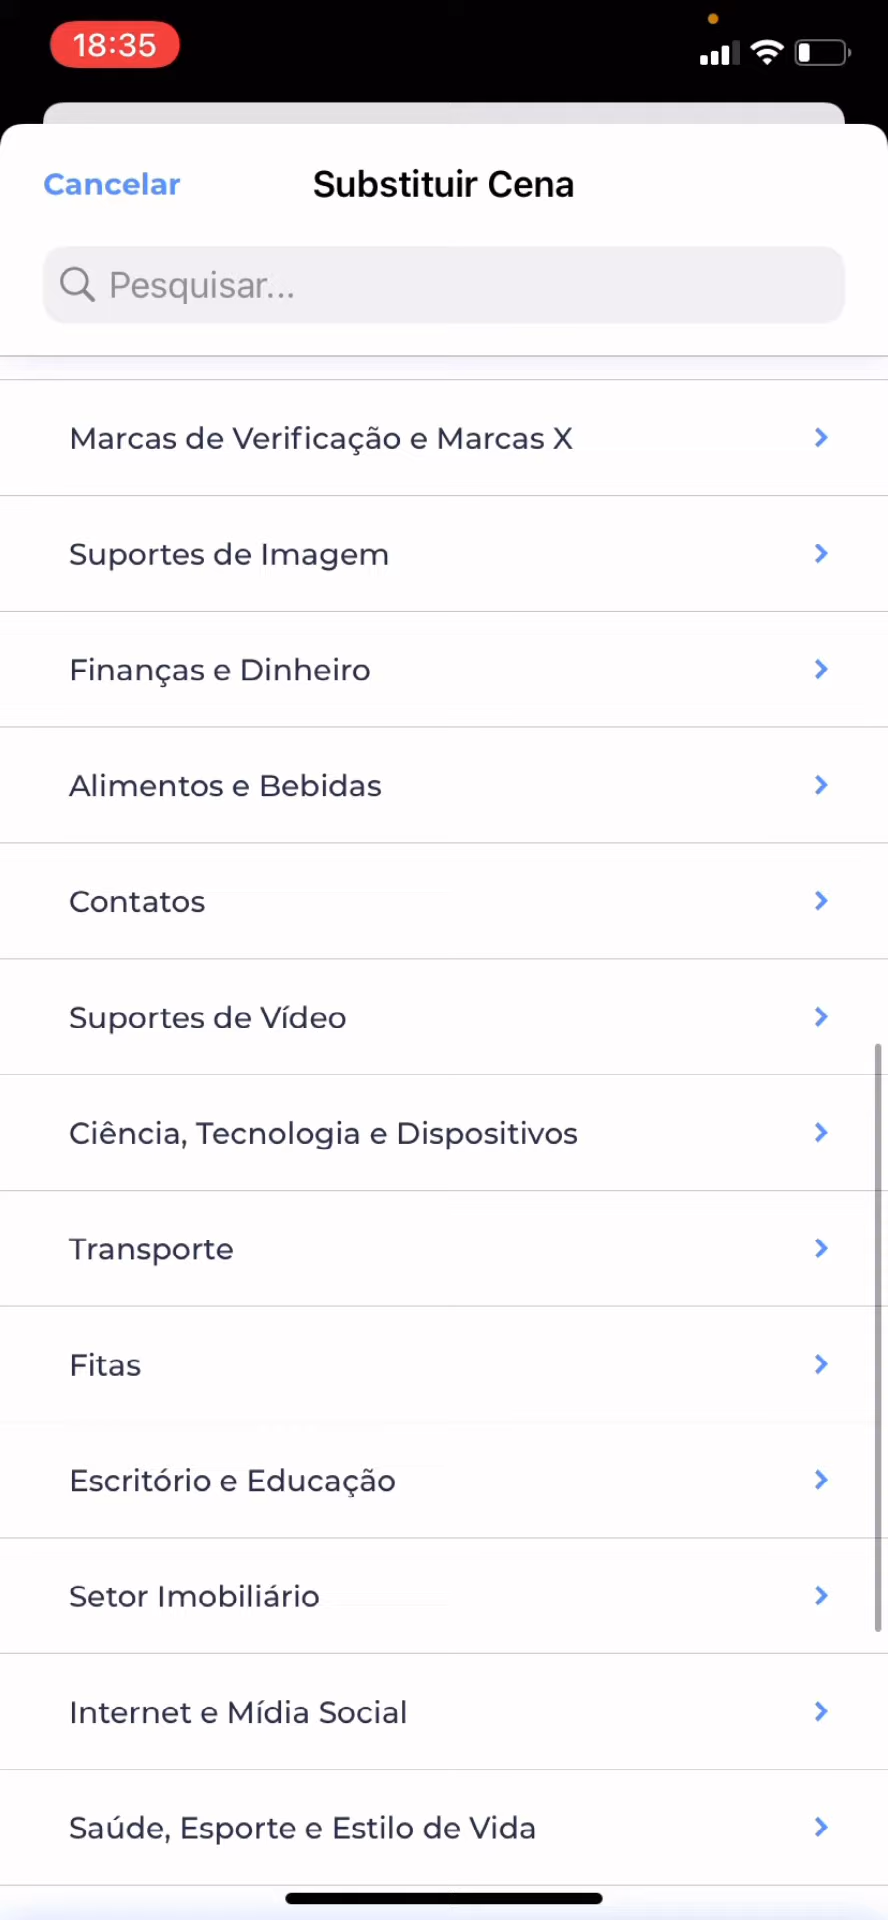 18:35
Cancelar
Substituir Cena
Pesquisar...
Marcas de Verificação e Marcas X
Suportes de Imagem
Finanças e Dinheiro
Alimentos e Bebidas
Contatos
Suportes de Vídeo
Ciência, Tecnologia e Dispositivos
Transporte
Fitas
Escritório e Educação
Setor Imobiliário
Internet e Mídia Social
Saúde, Esporte e Estilo de Vida